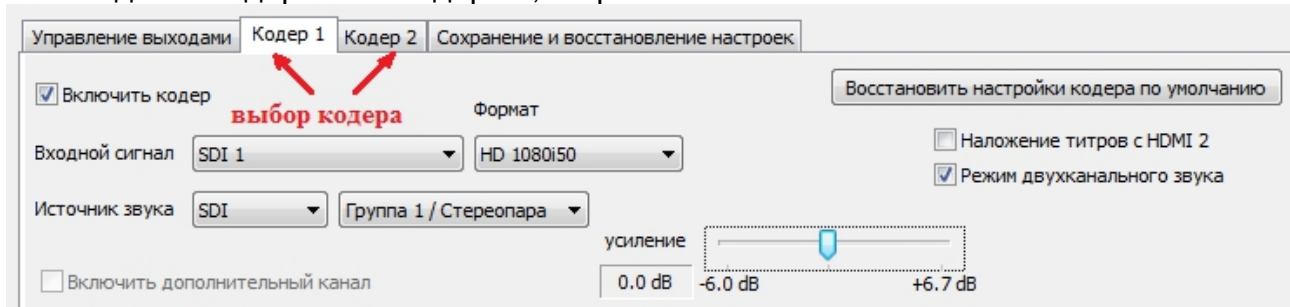 Управление выходами Кодер 1 Кодер 2 Сохранение и восстановление настроек
Включить кодер
выбор кодера
Формат
Восстановить настройки кодера по умолчанию
Входной сигнал SDI 1 HD 1080i50
Наложение титров с HDMI 2
Режим двухканального звука
Источник звука SDI Группа 1 / Стереопара
усиление
Включить дополнительный канал
0.0 dB -6.0 dB +6.7 dB